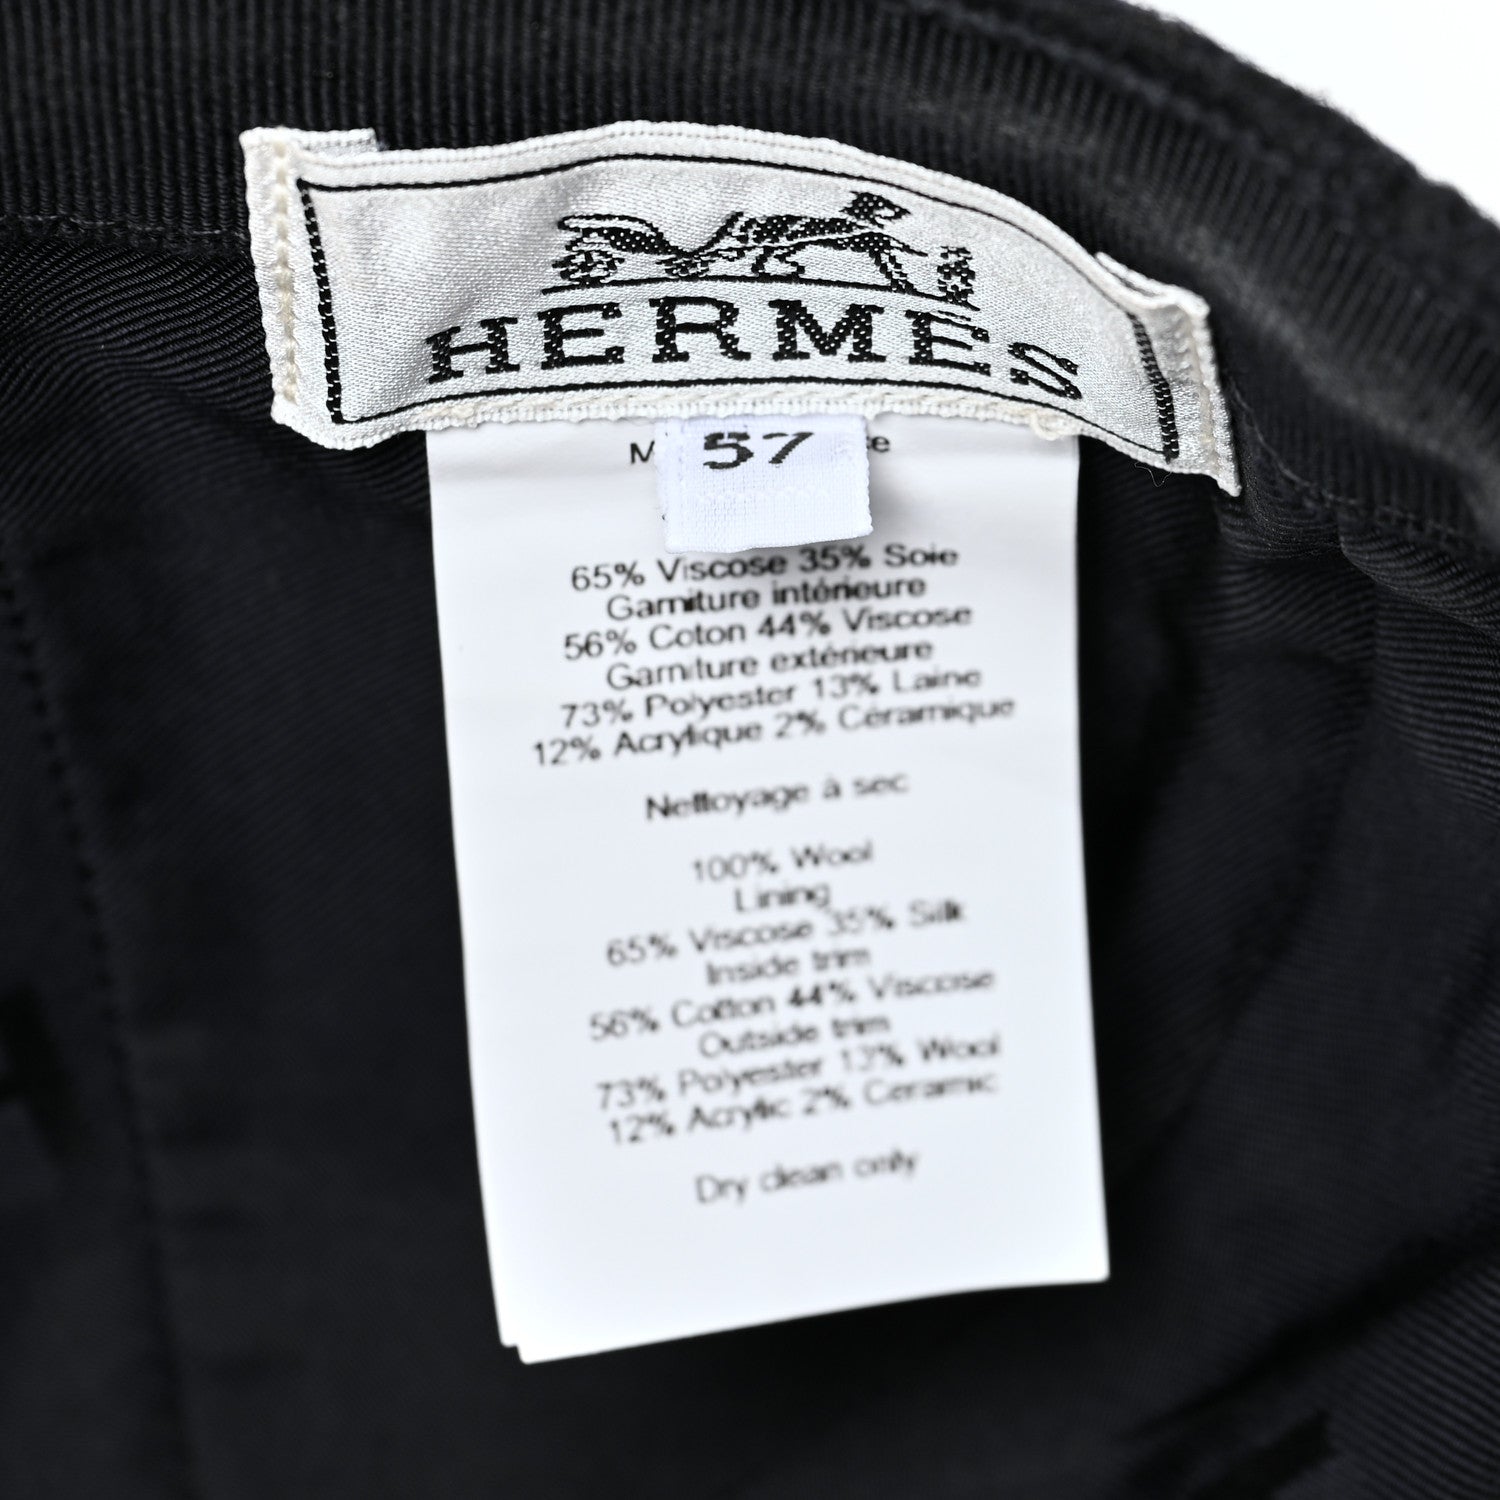 HERMES
57
65% Viscose 35% Soie
Garniture intérieure
56% Coton 44% Viscose
Garniture extérieure
73% Polyester 13% Laine
12% Acrylique 2% Céramique
Nettoyage à sec
100% Wool
Lining
65% Viscose 35% Silk
Inside trim
56% Cotton 44% Viscose
Outside trim
73% Polyester 13% Wool
12% Acrylic 2% Ceramic
Dry clean only